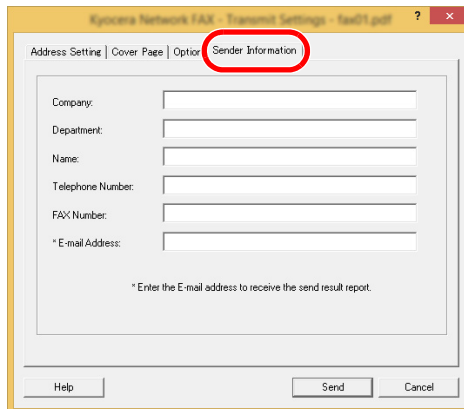 Kyocera Network FAX - Transmit Settings - fax01.pdf ?
Address Setting Cover Page Option Sender Information
Company:
Department:
Name:
Telephone Number:
FAX Number:
* E-mail Address:
* Enter the E-mail address to receive the send result report.
Help Send Cancel